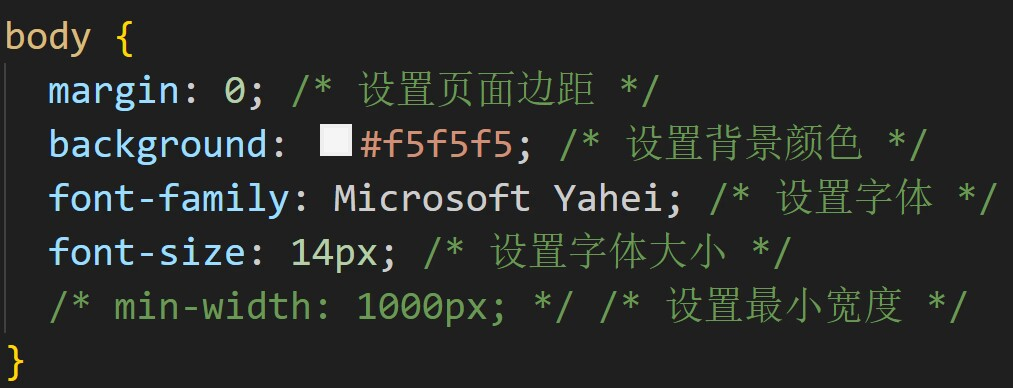 body {
margin: 0; /* 设置页面边距 */
background: #f5f5f5; /* 设置背景颜色 */
font-family: Microsoft Yahei; /* 设置字体 */
font-size: 14px; /* 设置字体大小 */
/* min-width: 1000px; */ /* 设置最小宽度 */
}